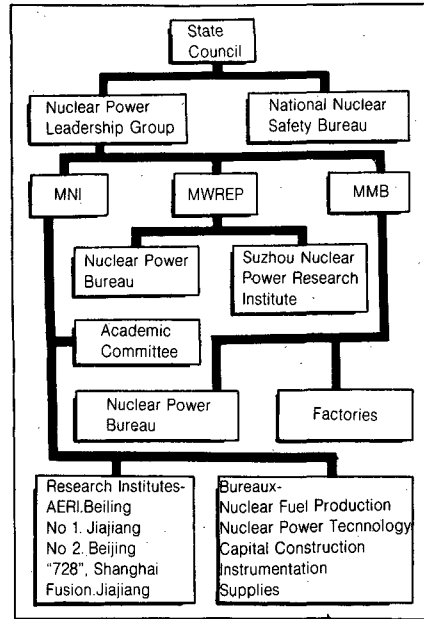 State
Council
Nuclear Power
Leadership Group
National Nuclear
Safety Bureau
MNI
MWREP
MMB
Nuclear Power
Bureau
Suzhou Nuclear
Power Research
Institute
Academic
Committee
Nuclear Power
Bureau
Factories
Research Institutes-
AERI.Beiling
No 1. Jiajiang
No 2. Beijing
"728", Shanghai
Fusion.Jiajiang
Bureaux-
Nuclear Fuel Production
Nuclear Power Tecnnology
Capital Construction
Instrumentation
Supplies